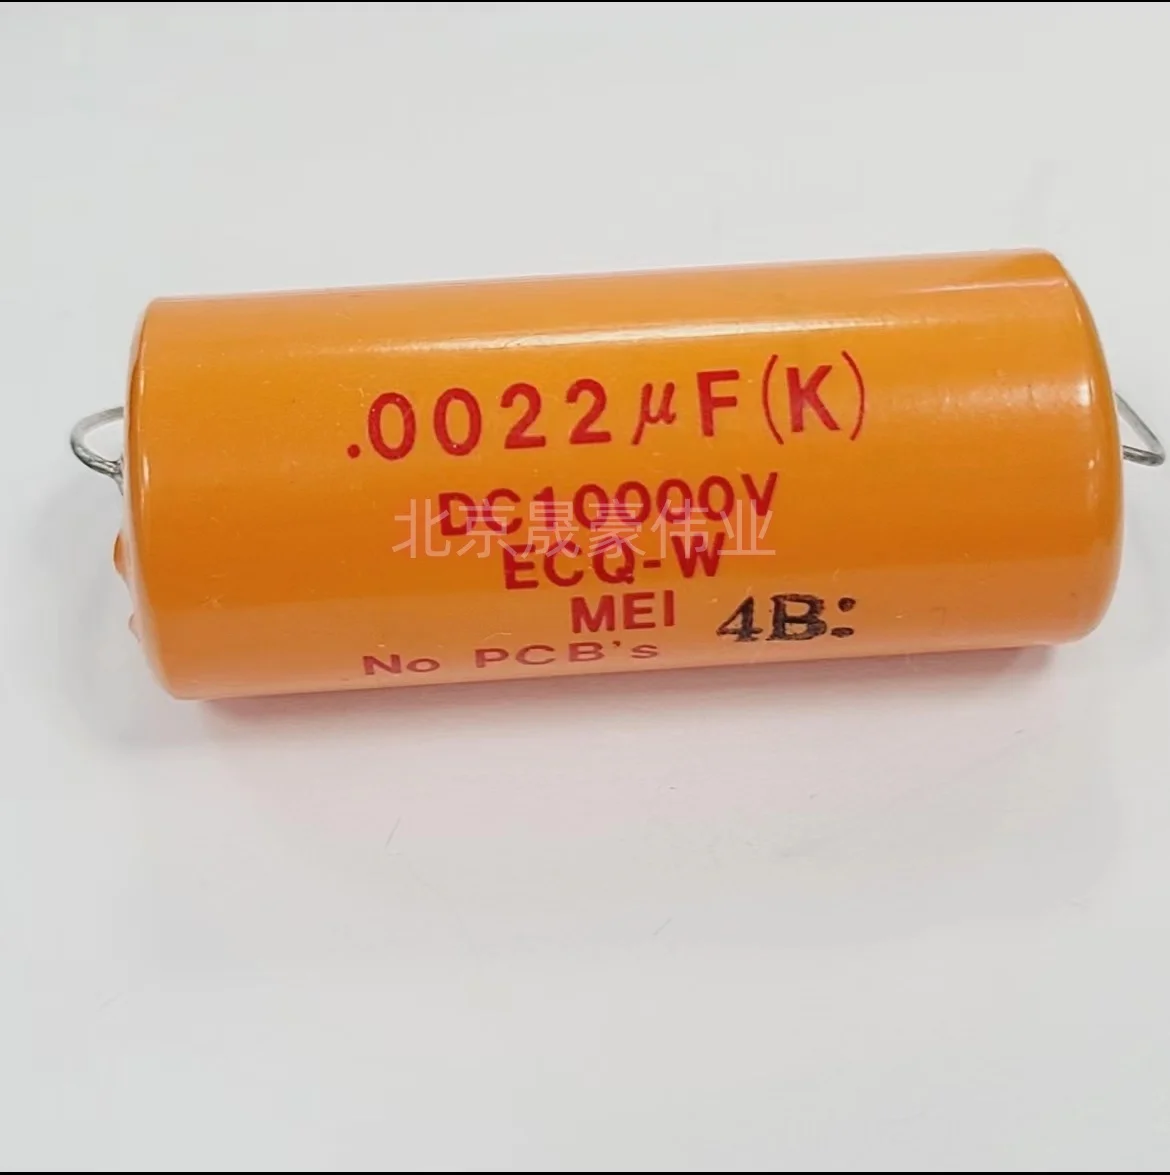 .0022μF(K)
DC10000V
北京晟豪伟业
ECQ-W
MEI 4B:
No PCB's